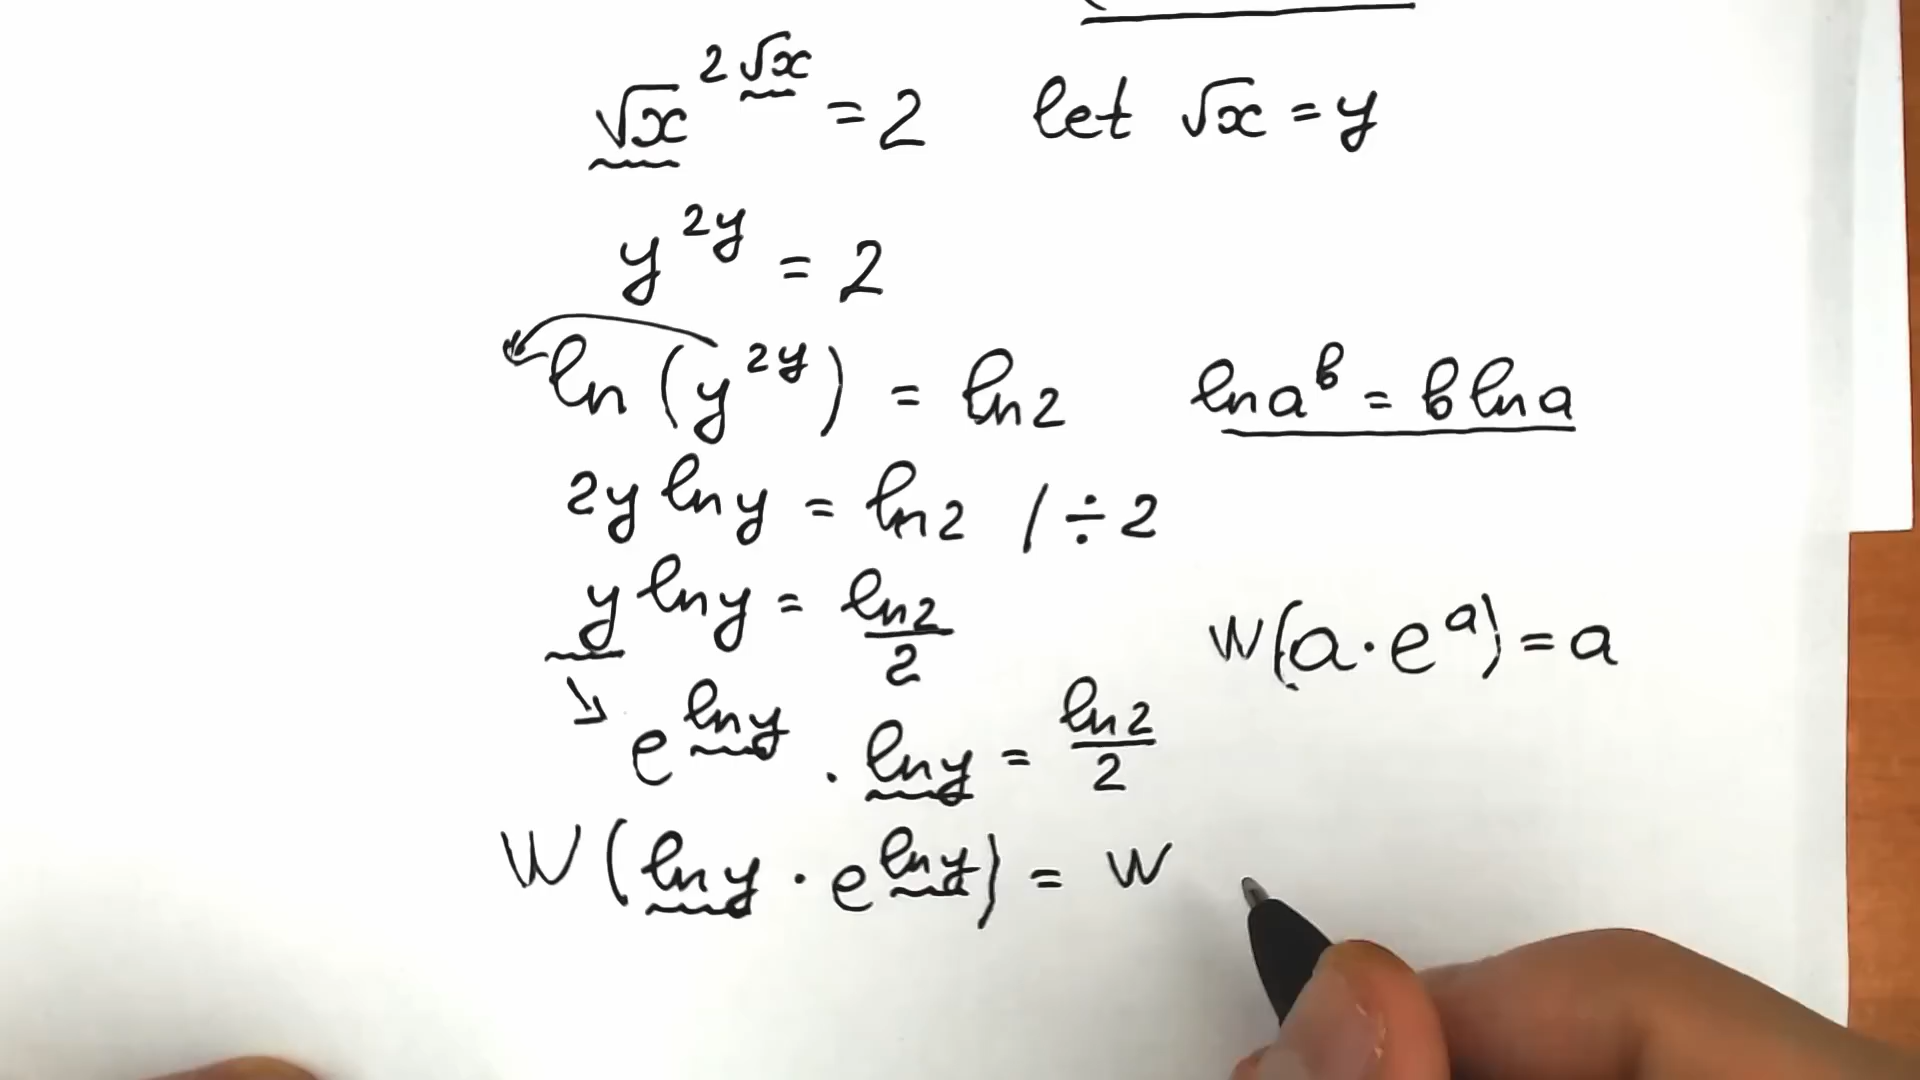 √x^(2√x) = 2   let √x = y
y^(2y) = 2
ln(y^(2y)) = ln2   ln a^b = b ln a
2y ln y = ln2 / ÷ 2
y ln y = ln2/2   W(a·e^a) = a
e^(ln y) · ln y = ln2/2
W(ln y · e^(ln y)) = W